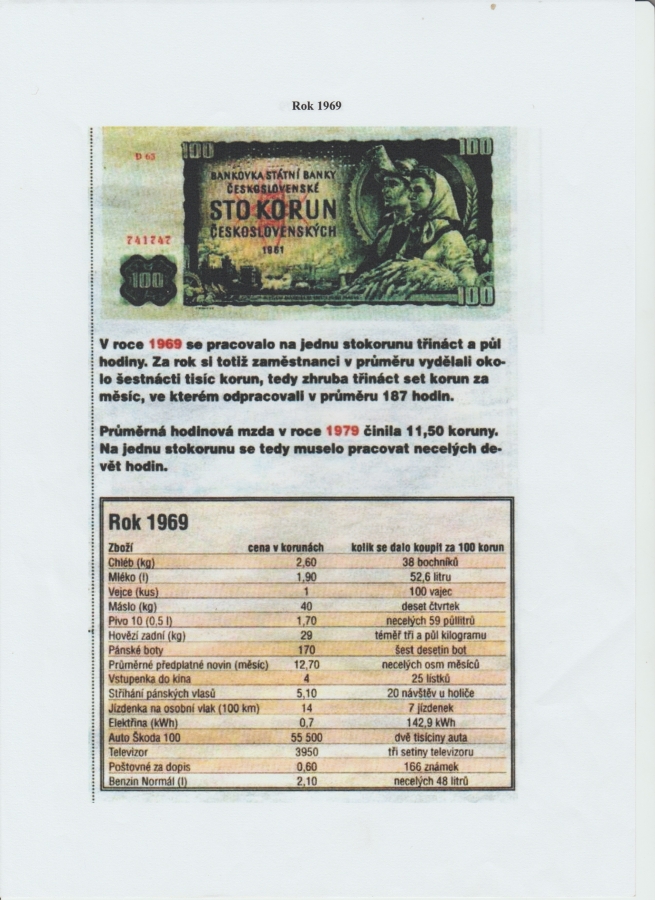 Rok 1969
D 63
100
100
BANKOVKA STÁTNÍ BANKY
ČESKOSLOVENSKÉ
STO KORUN
ČESKOSLOVENSKÝCH
1961
741747
100
100
V roce 1969 se pracovalo na jednu stokorunu třináct a půl
hodiny. Za rok si totiž zaměstnanci v průměru vydělali oko-
lo šestnácti tisíc korun, tedy zhruba třináct set korun za
měsíc, ve kterém odpracovali v průměru 187 hodin.
Průměrná hodinová mzda v roce 1979 činila 11,50 koruny.
Na jednu stokorunu se tedy muselo pracovat necelých de-
vět hodin.
Rok 1969
Zboží cena v korunách kolik se dalo koupit za 100 korun
Chléb (kg) 2,60 38 bochníků
Mléko (l) 1,90 52,6 litru
Vejce (kus) 1 100 vajec
Máslo (kg) 40 deset čtvrtek
Pivo 10 (0,5 l) 1,70 necelých 59 půllitrů
Hovězí zadní (kg) 29 téměř tři a půl kilogramu
Pánské boty 170 šest desetin bot
Průměrné předplatné novin (měsíc) 12,70 necelých osm měsíců
Vstupenka do kina 4 25 lístků
Stříhání pánských vlasů 5,10 20 návštěv u holiče
Jízdenka na osobní vlak (100 km) 14 7 jízdenek
Elektřina (kWh) 0,7 142,9 kWh
Auto Škoda 100 55 500 dvě tisíciny auta
Televizor 3950 tři setiny televizoru
Poštovné za dopis 0,60 166 známek
Benzin Normál (l) 2,10 necelých 48 litrů